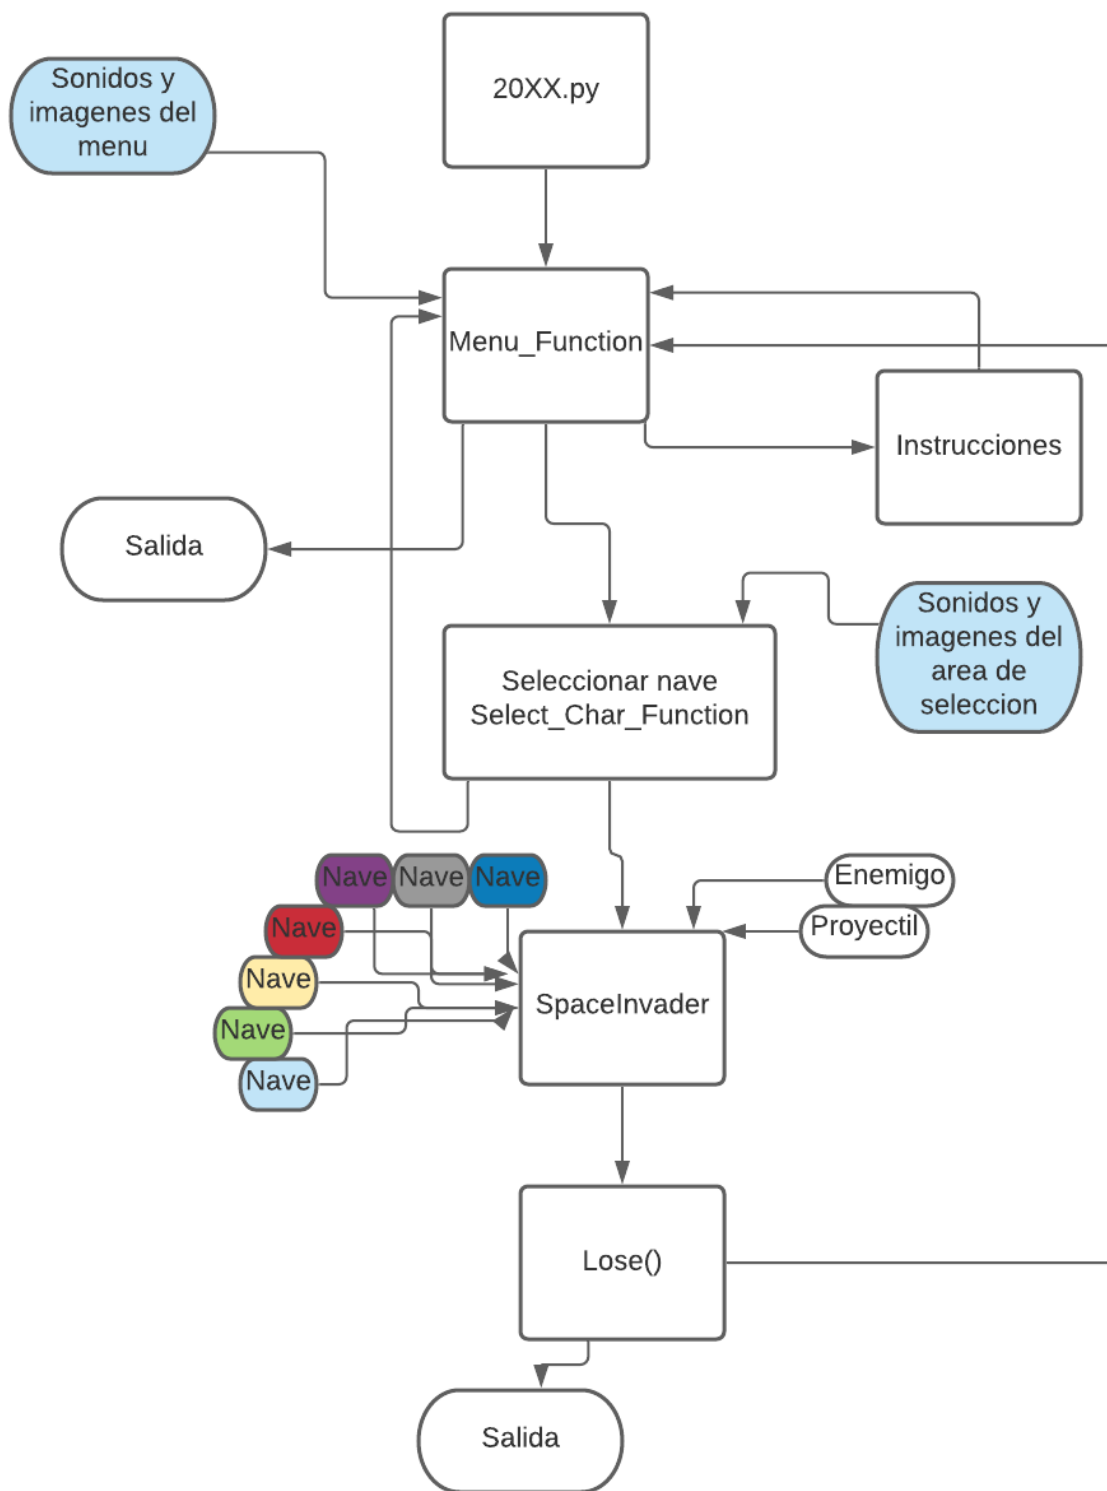 20XX.py
Sonidos y
imagenes del
menu
Menu_Function
Instrucciones
Salida
Sonidos y
imagenes del
area de
seleccion
Seleccionar nave
Select_Char_Function
Nave
Nave
Nave
Enemigo
Nave
Proyectil
Nave
SpaceInvader
Nave
Nave
Lose()
Salida